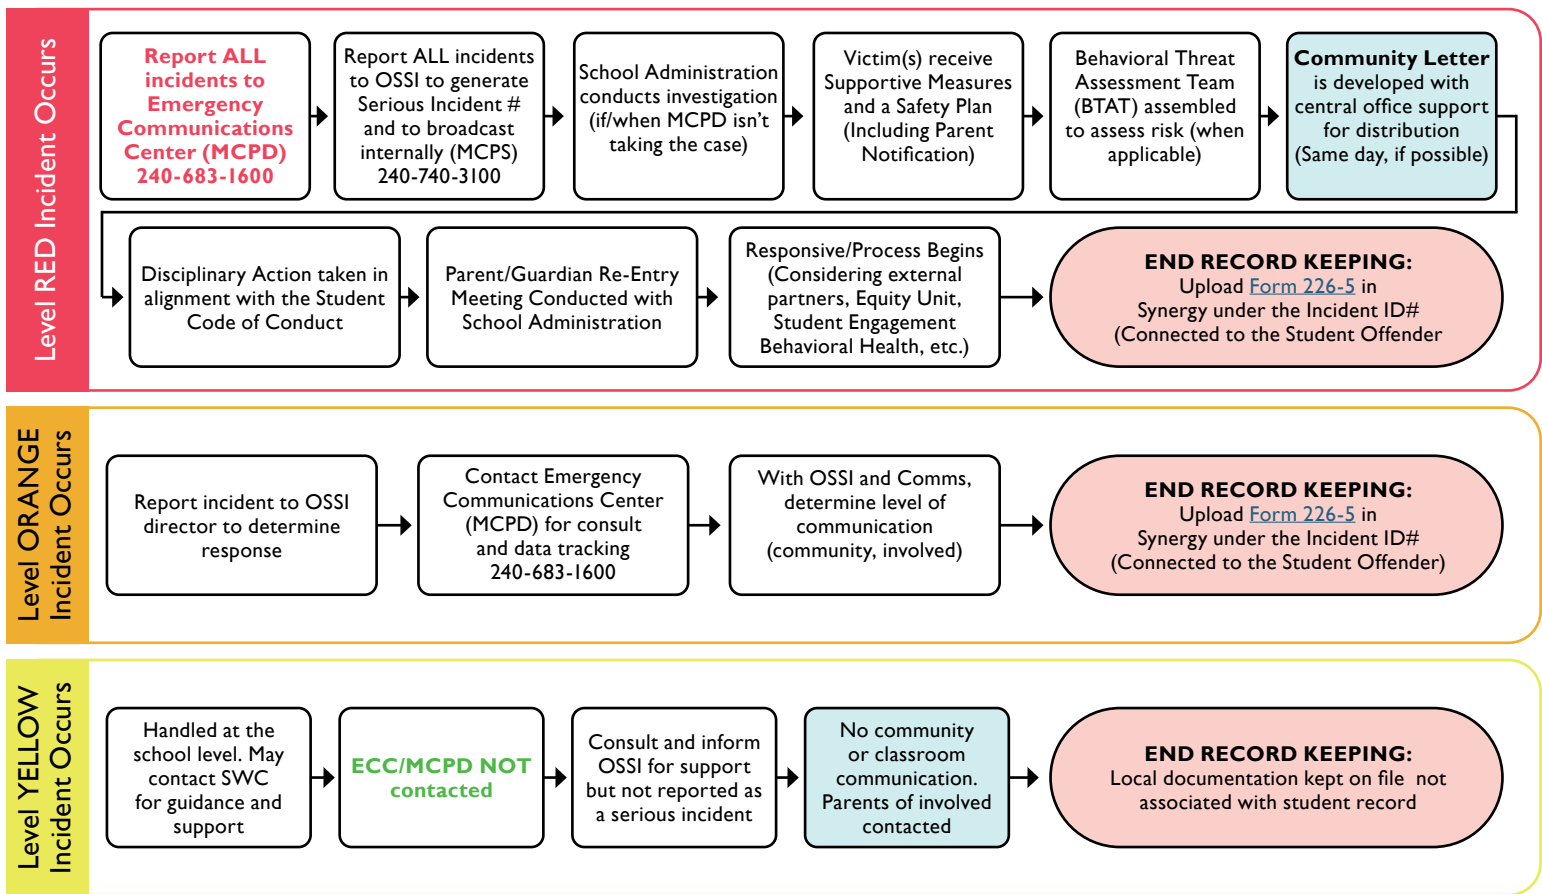 Level RED Incident Occurs
Report ALL
incidents to
Emergency
Communications
Center (MCPD)
240-683-1600
Report ALL incidents
to OSSI to generate
Serious Incident #
and to broadcast
internally (MCPS)
240-740-3100
School Administration
conducts investigation
(if/when MCPD isn't
taking the case)
Victim(s) receive
Supportive Measures
and a Safety Plan
(Including Parent
Notification)
Behavioral Threat
Assessment Team
(BTAT) assembled
to assess risk (when
applicable)
Community Letter
is developed with
central office support
for distribution
(Same day, if possible)
Disciplinary Action taken in
alignment with the Student
Code of Conduct
Parent/Guardian Re-Entry
Meeting Conducted with
School Administration
Responsive/Process Begins
(Considering external
partners, Equity Unit,
Student Engagement
Behavioral Health, etc.)
END RECORD KEEPING:
Upload Form 226-5 in
Synergy under the Incident ID#
(Connected to the Student Offender
Level ORANGE
Incident Occurs
Report incident to OSSI
director to determine
response
Contact Emergency
Communications Center
(MCPD) for consult
and data tracking
240-683-1600
With OSSI and Comms,
determine level of
communication
(community, involved)
END RECORD KEEPING:
Upload Form 226-5 in
Synergy under the Incident ID#
(Connected to the Student Offender)
Level YELLOW
Incident Occurs
Handled at the
school level. May
contact SWC
for guidance and
support
ECC/MCPD NOT
contacted
Consult and inform
OSSI for support
but not reported as
a serious incident
No community
or classroom
communication.
Parents of involved
contacted
END RECORD KEEPING:
Local documentation kept on file not
associated with student record